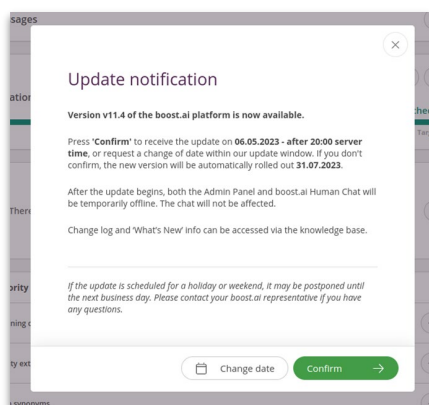 sages
Update notification
ation
Version v11.4 of the boost.ai platform is now available.
Press 'Confirm' to receive the update on 06.05.2023 - after 20:00 server
time, or request a change of date within our update window. If you don't
confirm, the new version will be automatically rolled out 31.07.2023.
After the update begins, both the Admin Panel and boost.ai Human Chat will
be temporarily offline. The chat will not be affected.
There
Change log and 'What's New' info can be accessed via the knowledge base.
If the update is scheduled for a holiday or weekend, it may be postponed until
the next business day. Please contact your boost.ai representative if you have
any questions.
ority
ning
ty ext
Change date
Confirm
synonyms